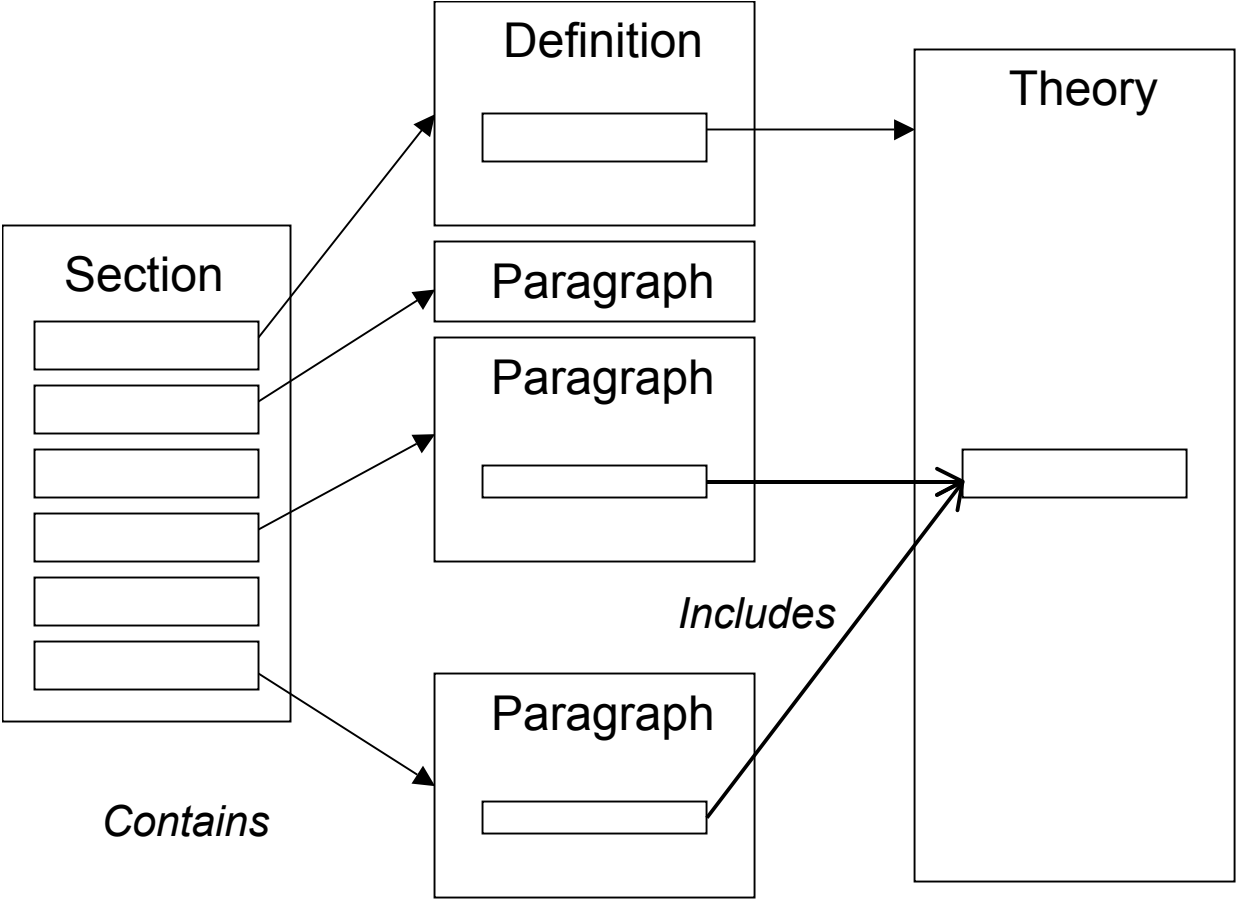 Definition
Theory
Section
Paragraph
Paragraph
Includes
Paragraph
Contains